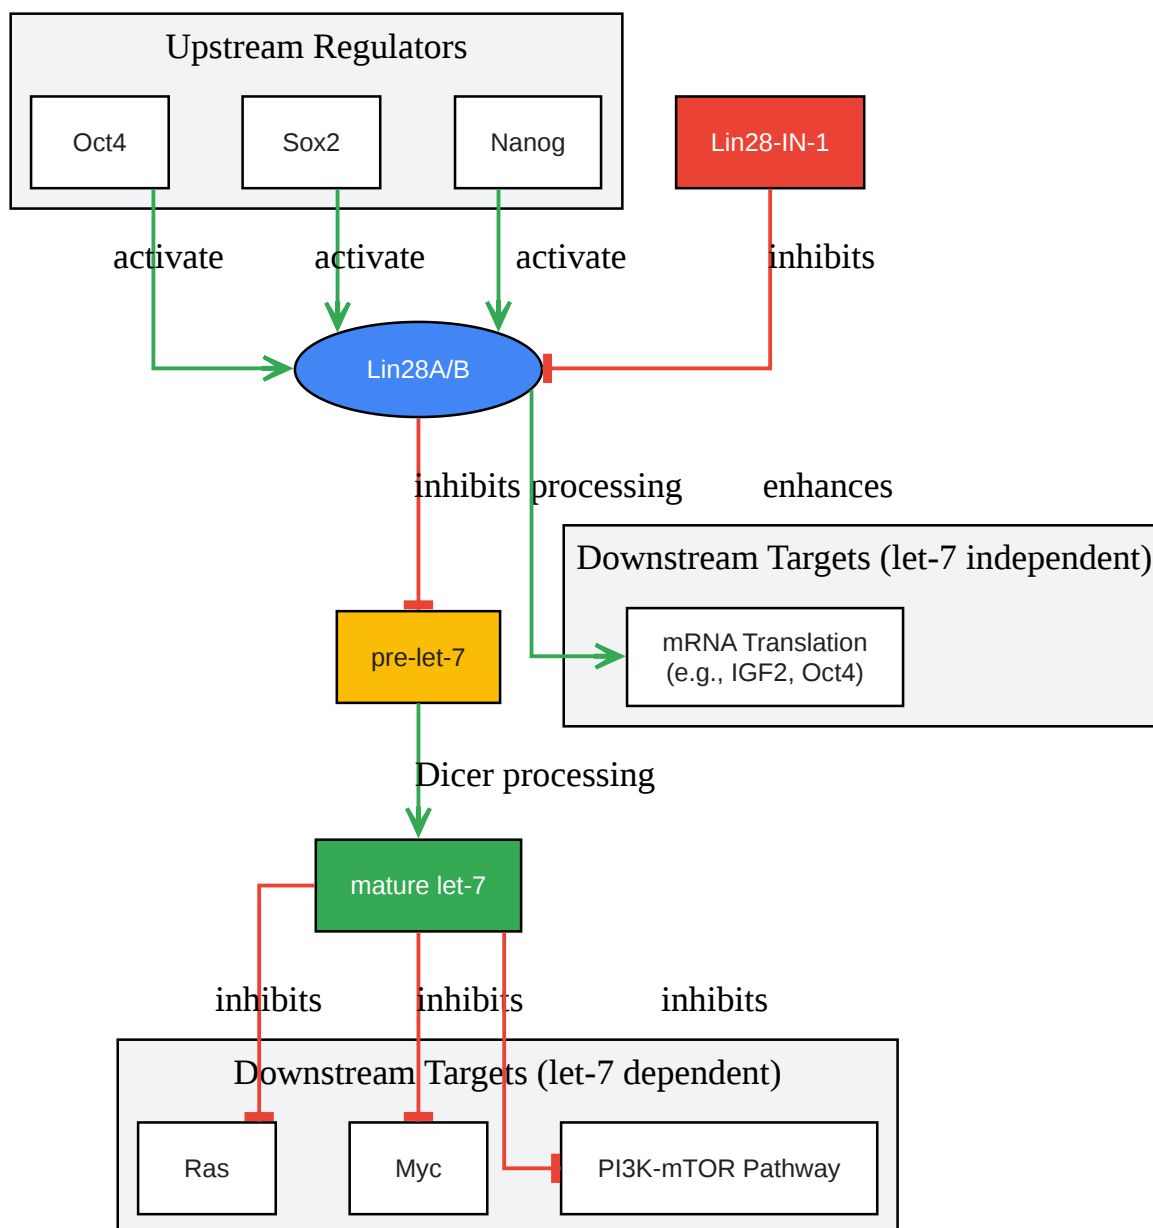 Upstream Regulators
Oct4
Sox2
Nanog
Lin28-IN-1
activate
activate
activate
inhibits
Lin28A/B
inhibits processing
enhances
Downstream Targets (let-7 independent)
mRNA Translation
(e.g., IGF2, Oct4)
pre-let-7
Dicer processing
mature let-7
inhibits
inhibits
inhibits
Downstream Targets (let-7 dependent)
Ras
Myc
PI3K-mTOR Pathway